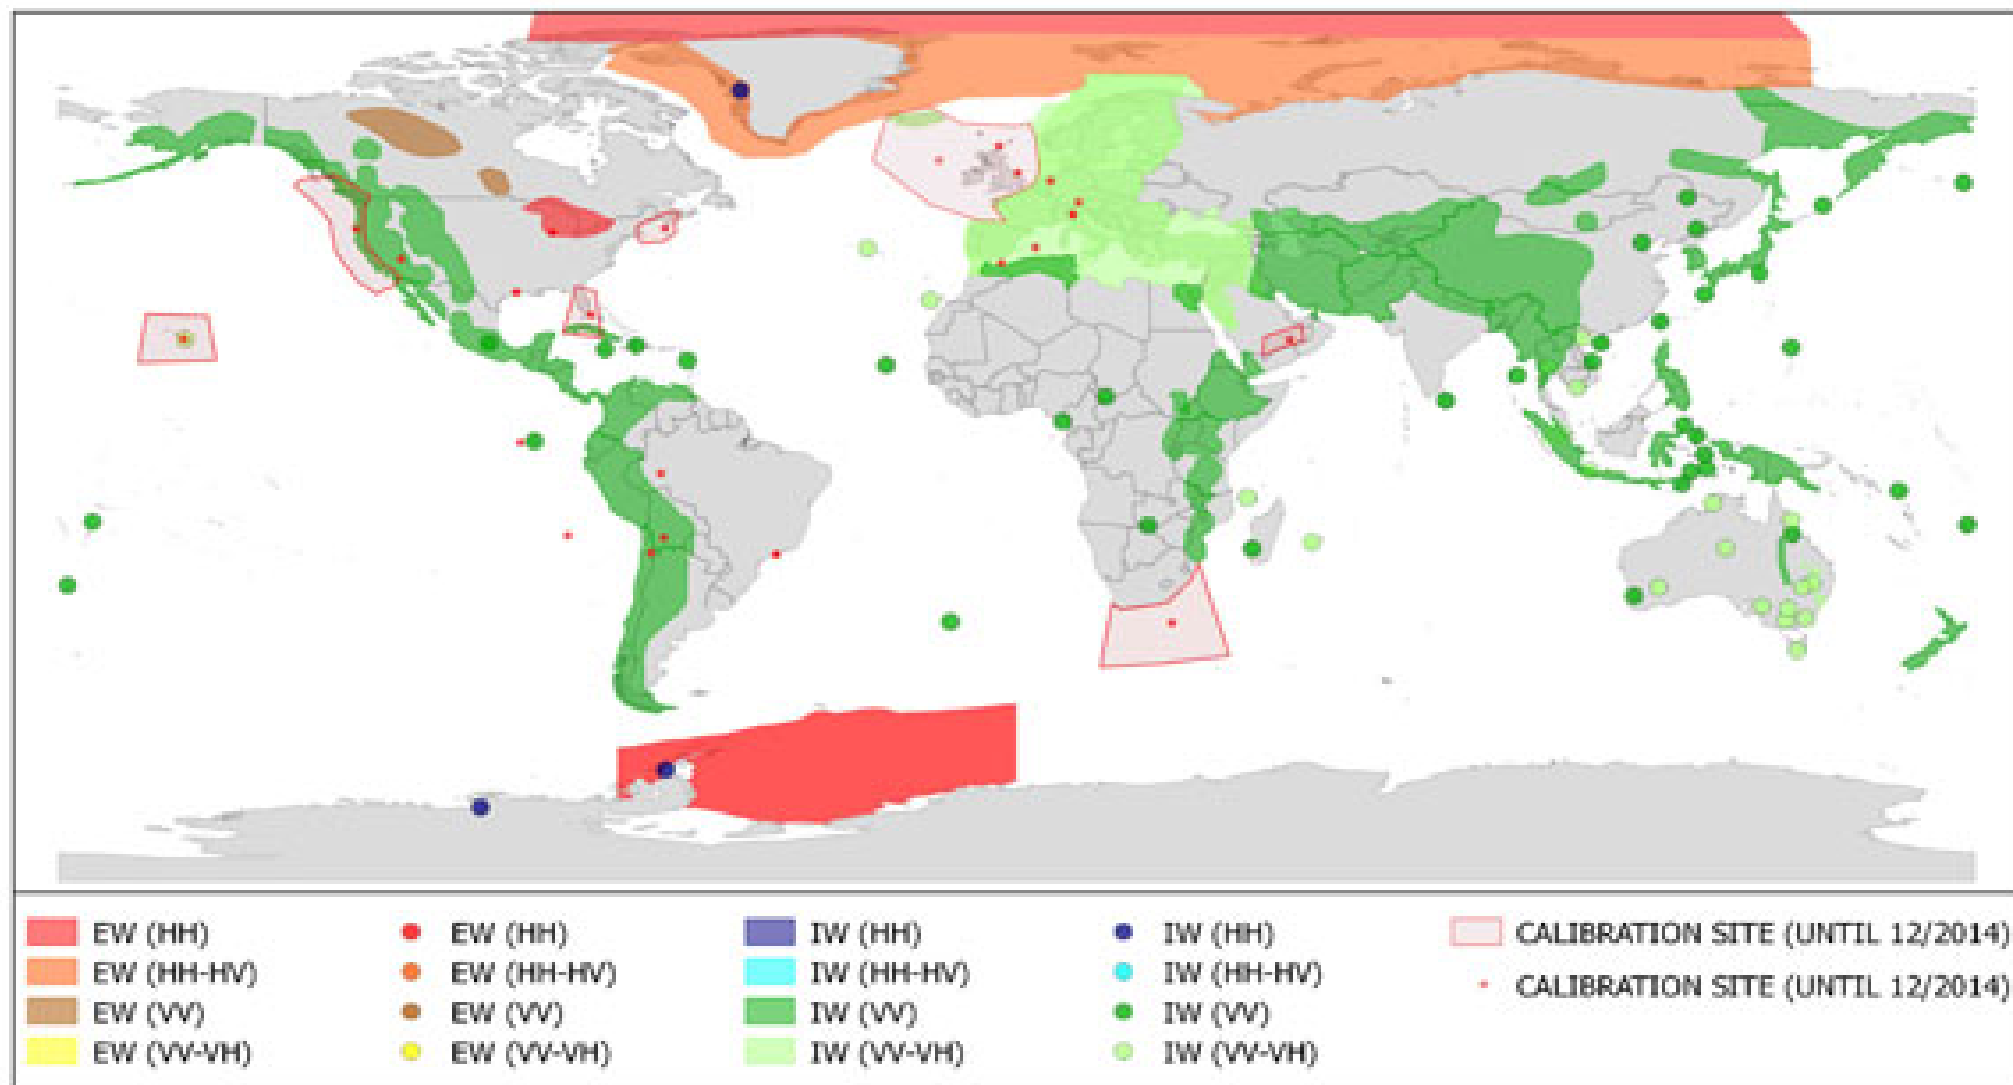 EW (HH) EW (HH) IW (HH) IW (HH) CALIBRATION SITE (UNTIL 12/2014)
EW (HH-HV) EW (HH-HV) IW (HH-HV) IW (HH-HV) CALIBRATION SITE (UNTIL 12/2014)
EW (VV) EW (VV) IW (VV) IW (VV)
EW (VV-VH) EW (VV-VH) IW (VV-VH) IW (VV-VH)